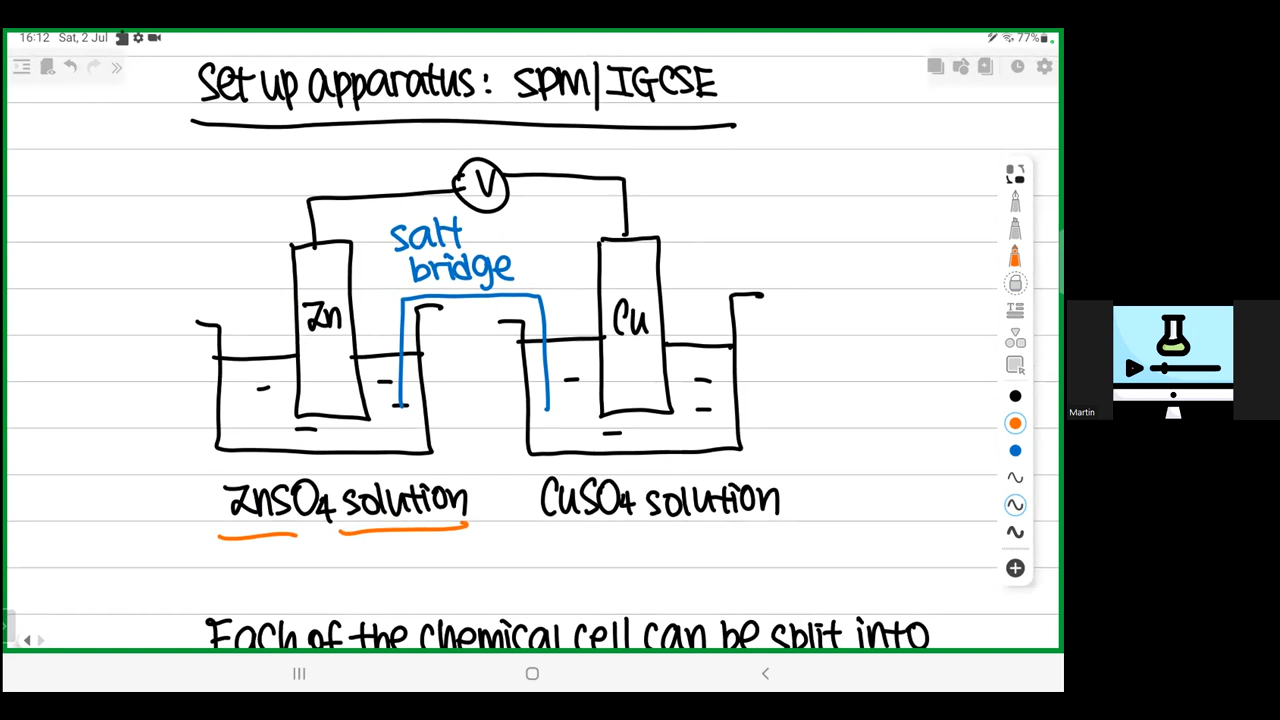 16:12 Sat, 2 Jul
77%
Set up apparatus: SPM/IGCSE
V
salt
bridge
Zn
Cu
ZnSO4 solution
CuSO4 solution
Each of the chemical cell can be split into
Martin